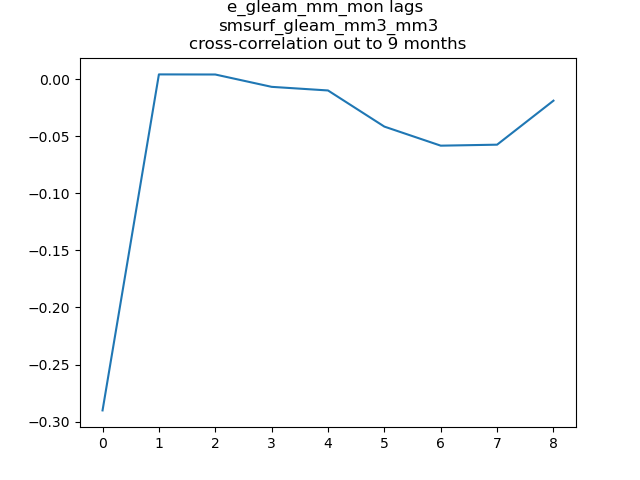 e_gleam_mm_mon lags
smsurf_gleam_mm3_mm3
cross-correlation out to 9 months
0.00
−0.05
−0.10
−0.15
−0.20
−0.25
−0.30
0 1 2 3 4 5 6 7 8